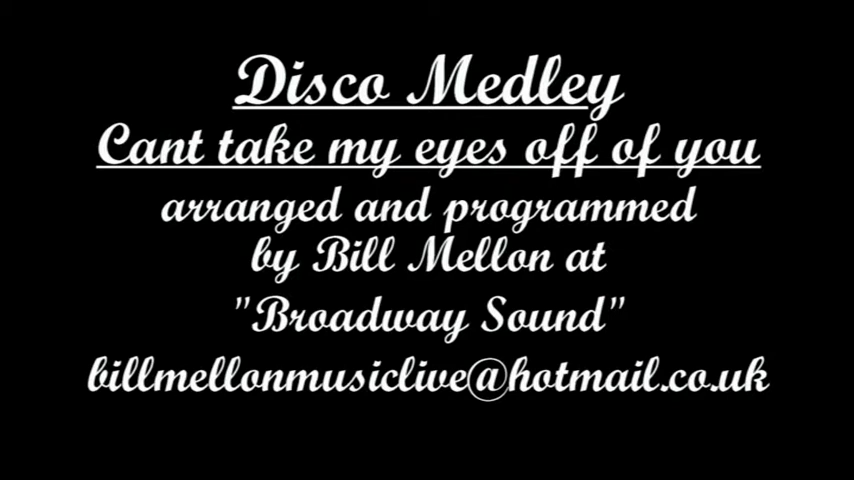 Disco Medley
Cant take my eyes off of you
arranged and programmed
by Bill Mellon at
"Broadway Sound"
billmellonmusiclive@hotmail.co.uk